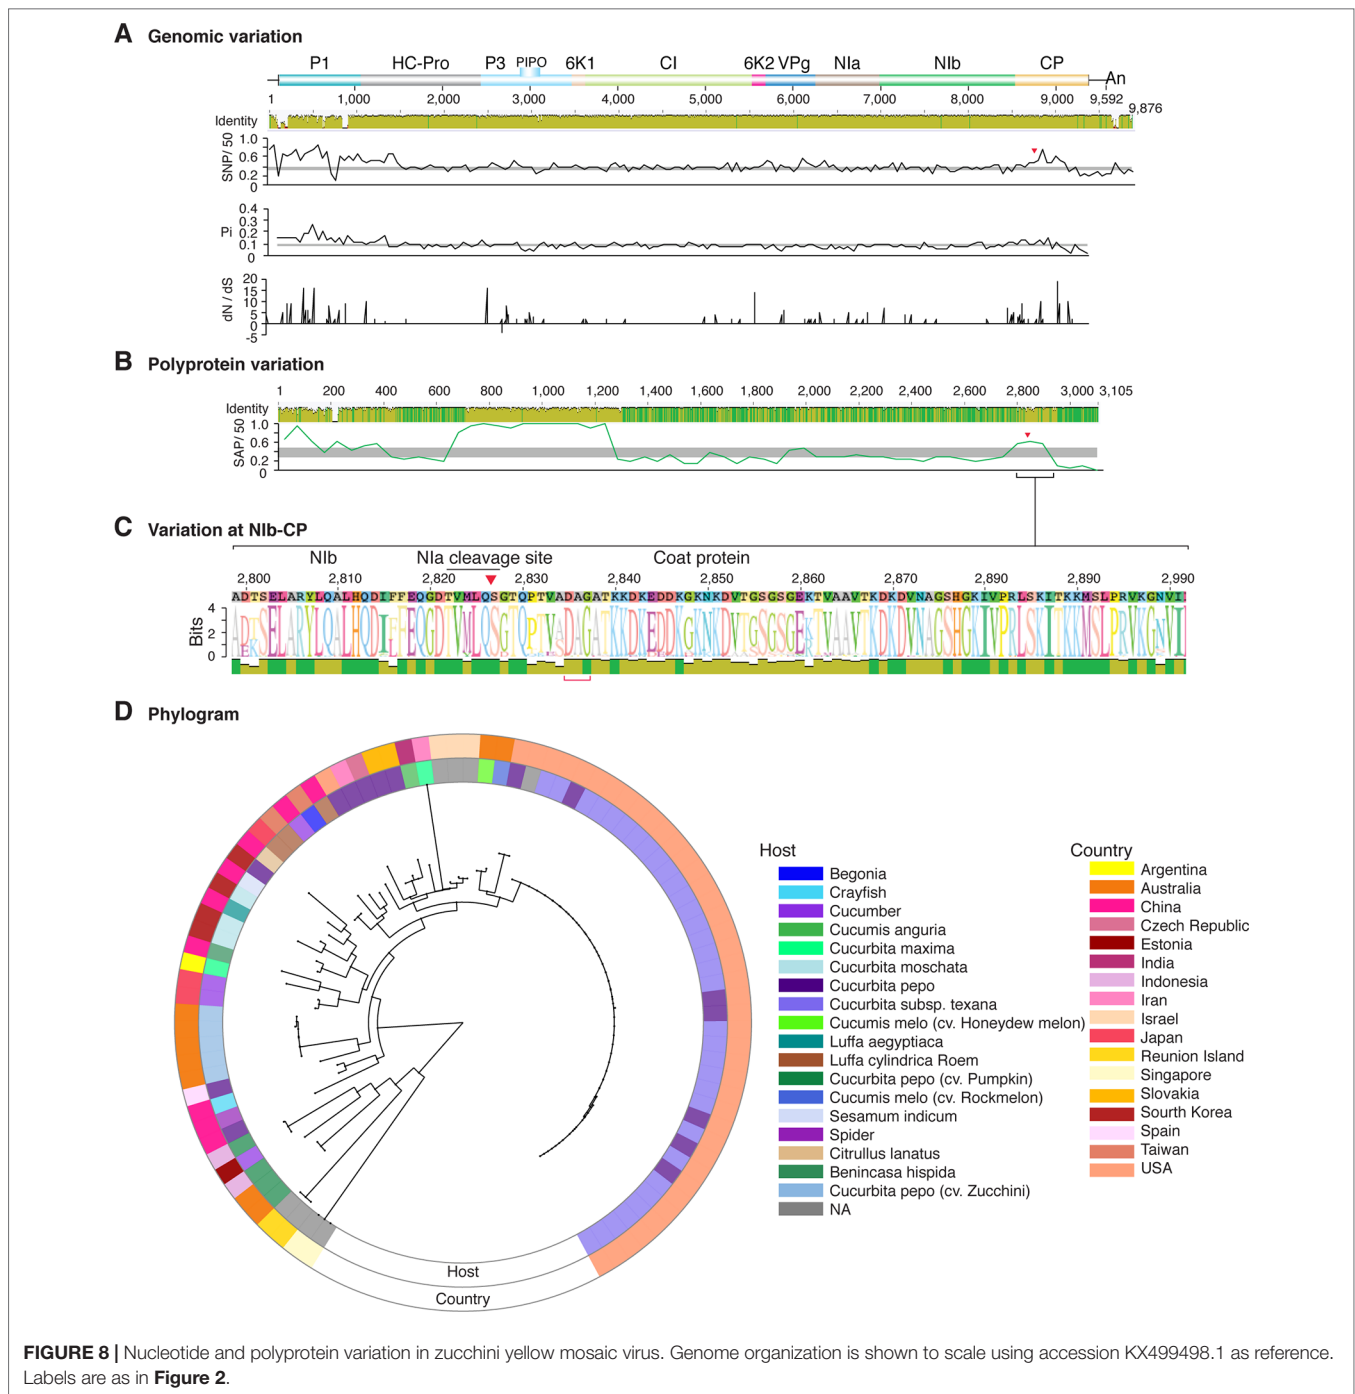 A Genomic variation
P1 HC-Pro P3 PIPO 6K1 CI 6K2 VPg NIa NIb CP An
1 1,000 2,000 3,000 4,000 5,000 6,000 7,000 8,000 9,000 9,592 9,876
Identity
SNP/ 50
1.0
0.6
0.2
0
Pi
0.4
0.3
0.2
0.1
0
dN / dS
20
15
10
5
0
-5
B Polyprotein variation
1 200 400 600 800 1,000 1,200 1,400 1,600 1,800 2,000 2,200 2,400 2,600 2,800 3,000 3,105
Identity
SAP/ 50
1.0
0.6
0.2
0
C Variation at NIb-CP
NIb NIa cleavage site Coat protein
2,800 2,810 2,820 2,830 2,840 2,850 2,860 2,870 2,890 2,890 2,990
ADTSELARYLQALHQDIFFEQGDTVMLQSGTQPTVADAGATKKDKEDDKGKNKDVTGSGSGEKTVAAVTKDKDVNAGSHGKIVPRLSKITKKMSLPRVKGNVI
Bits
4
2
0
D Phylogram
Host
Country
Host
Begonia
Crayfish
Cucumber
Cucumis anguria
Cucurbita maxima
Cucurbita moschata
Cucurbita pepo
Cucurbita subsp. texana
Cucumis melo (cv. Honeydew melon)
Luffa aegyptiaca
Luffa cylindrica Roem
Cucurbita pepo (cv. Pumpkin)
Cucumis melo (cv. Rockmelon)
Sesamum indicum
Spider
Citrullus lanatus
Benincasa hispida
Cucurbita pepo (cv. Zucchini)
NA
Country
Argentina
Australia
China
Czech Republic
Estonia
India
Indonesia
Iran
Israel
Japan
Reunion Island
Singapore
Slovakia
South Korea
Spain
Taiwan
USA
FIGURE 8 | Nucleotide and polyprotein variation in zucchini yellow mosaic virus. Genome organization is shown to scale using accession KX499498.1 as reference.
Labels are as in Figure 2.